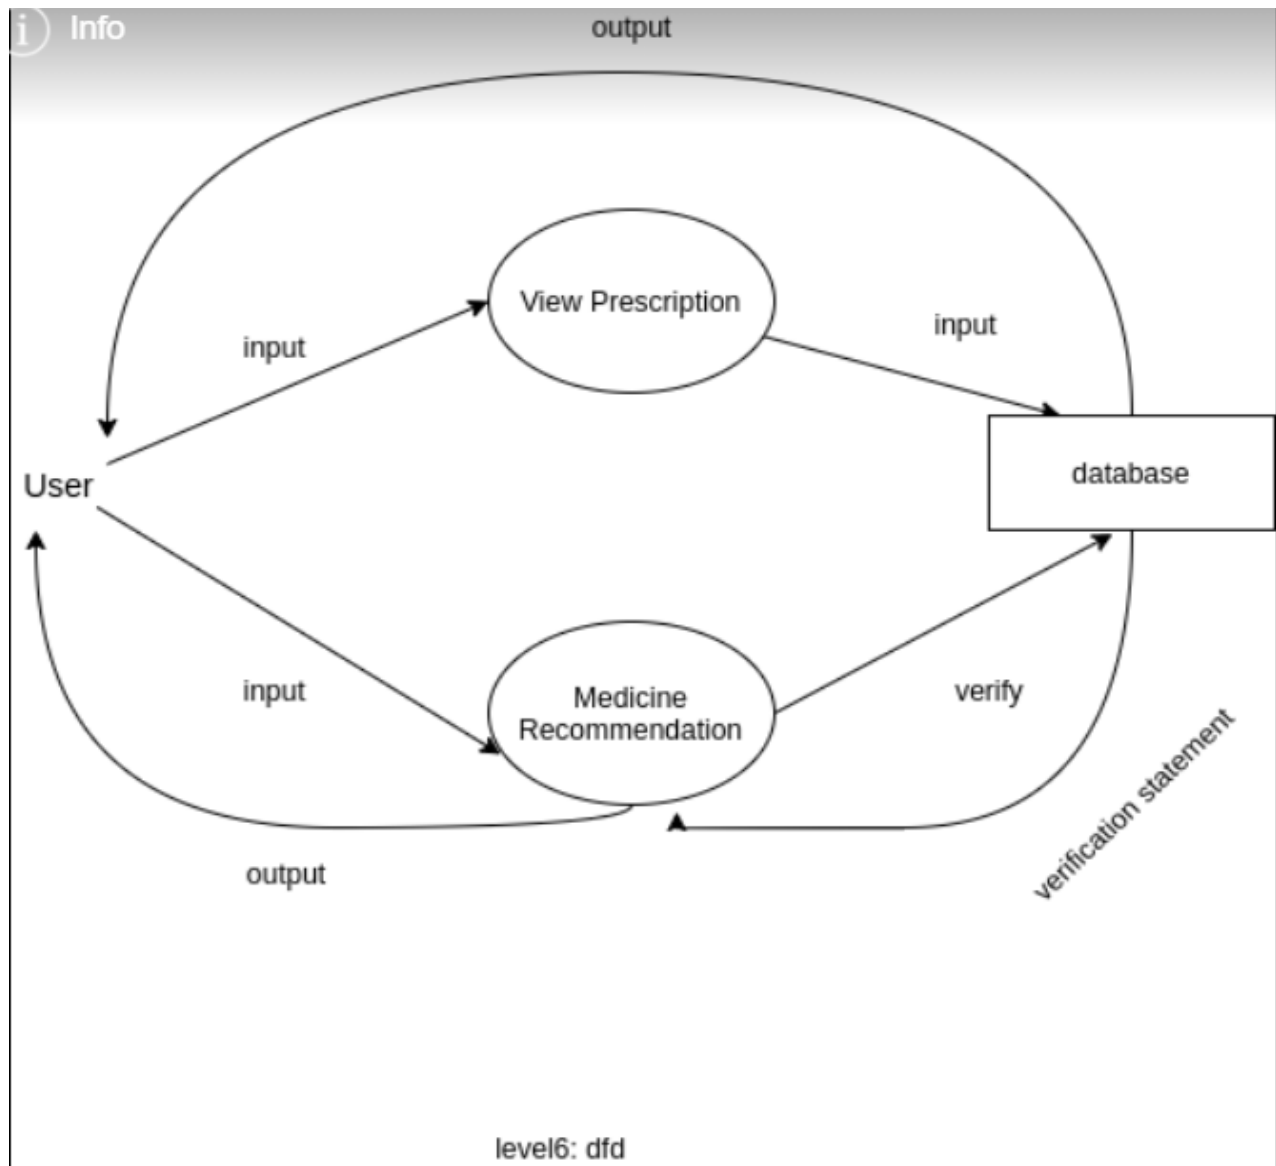 Info
output
View Prescription
input
input
User
database
input
Medicine
Recommendation
verify
verification statement
output
level6: dfd